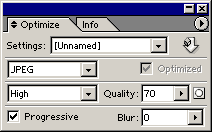 Optimize Info
Settings: [Unnamed]
JPEG Optimized
High Quality: 70
Progressive Blur: 0